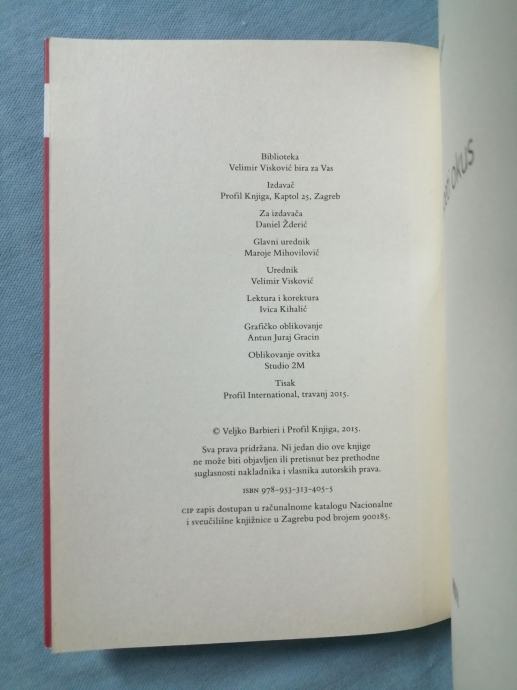 Biblioteka
Velimir Visković bira za Vas
Izdavač
Profil Knjiga, Kaptol 25, Zagreb
Za izdavača
Daniel Žderić
Glavni urednik
Maroje Mihovilović
Urednik
Velimir Visković
Lektura i korektura
Ivica Kihalić
Grafičko oblikovanje
Antun Juraj Gracin
Oblikovanje ovitka
Studio 2M
Tisak
Profil International, travanj 2015.
© Veljko Barbieri i Profil Knjiga, 2015.
Sva prava pridržana. Ni jedan dio ove knjige
ne može biti objavljen ili pretisnut bez prethodne
suglasnosti nakladnika i vlasnika autorskih prava.
ISBN 978-953-313-405-5
CIP zapis dostupan u računalnome katalogu Nacionalne
i sveučilišne knjižnice u Zagrebu pod brojem 900185.
okus